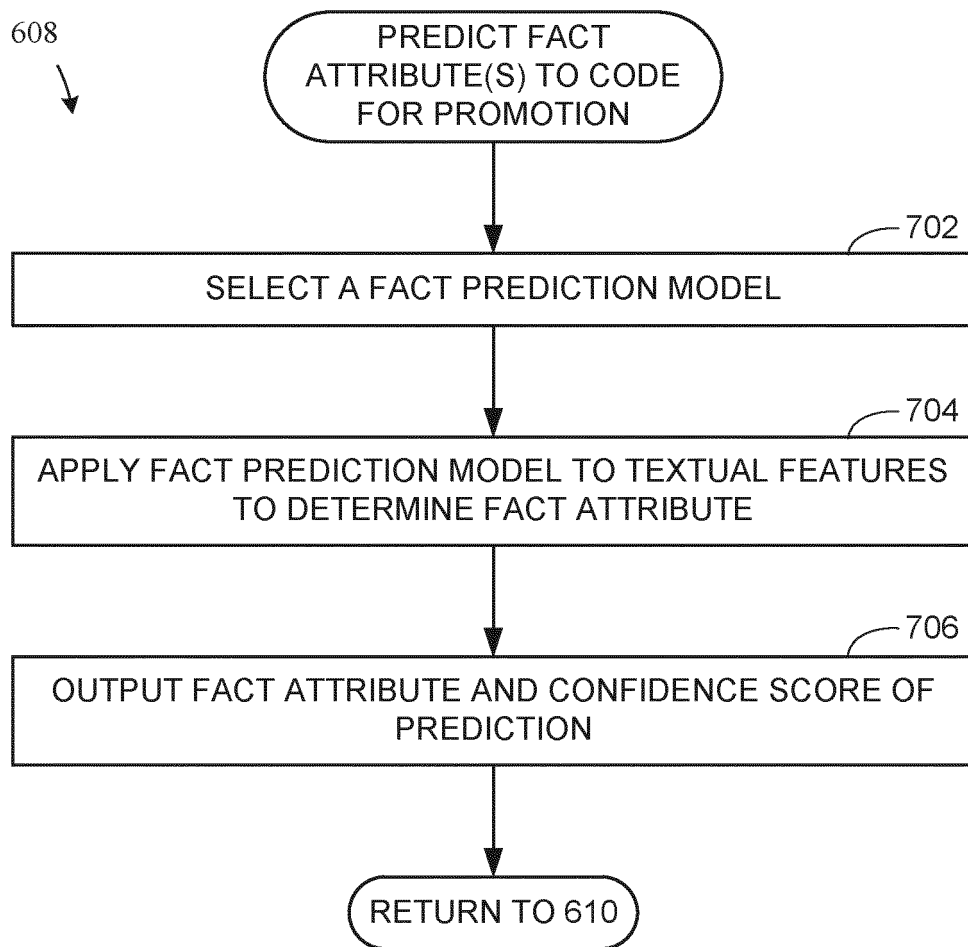 608
PREDICT FACT
ATTRIBUTE(S) TO CODE
FOR PROMOTION
702
SELECT A FACT PREDICTION MODEL
704
APPLY FACT PREDICTION MODEL TO TEXTUAL FEATURES
TO DETERMINE FACT ATTRIBUTE
706
OUTPUT FACT ATTRIBUTE AND CONFIDENCE SCORE OF
PREDICTION
RETURN TO 610